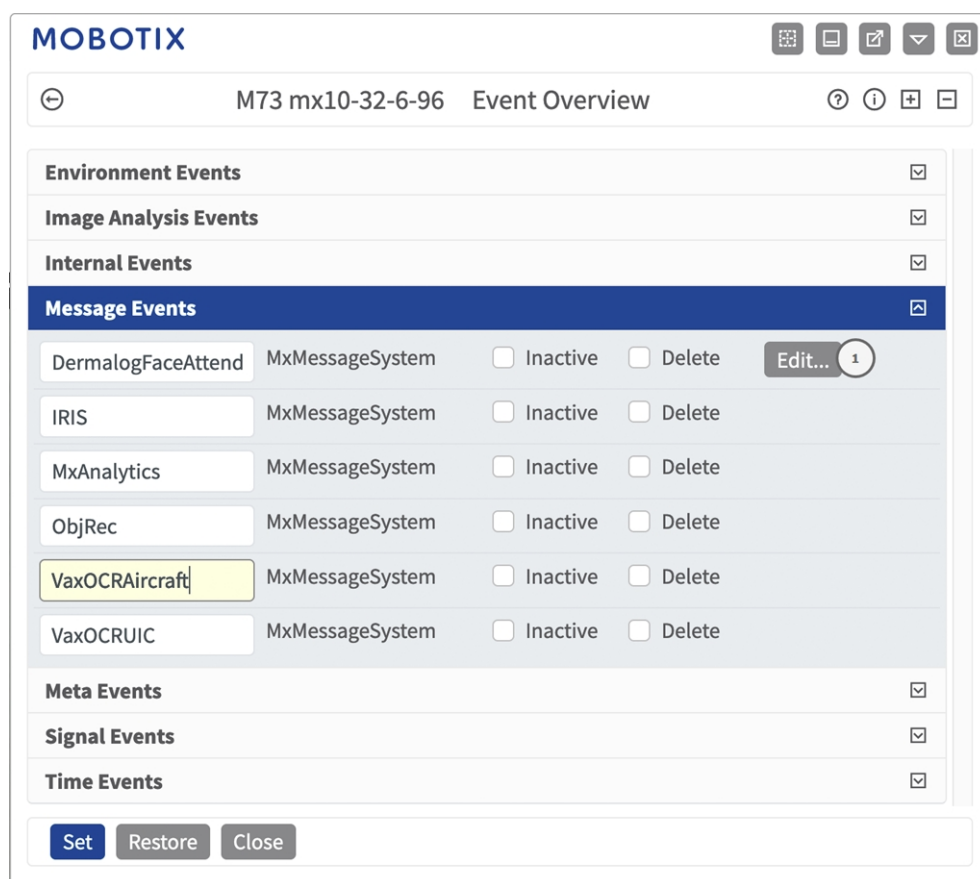 MOBOTIX
M73 mx10-32-6-96 Event Overview
Environment Events
Image Analysis Events
Internal Events
Message Events
DermalogFaceAttend MxMessageSystem Inactive Delete Edit... 1
IRIS MxMessageSystem Inactive Delete
MxAnalytics MxMessageSystem Inactive Delete
ObjRec MxMessageSystem Inactive Delete
VaxOCRAircraft MxMessageSystem Inactive Delete
VaxOCRUIC MxMessageSystem Inactive Delete
Meta Events
Signal Events
Time Events
Set Restore Close